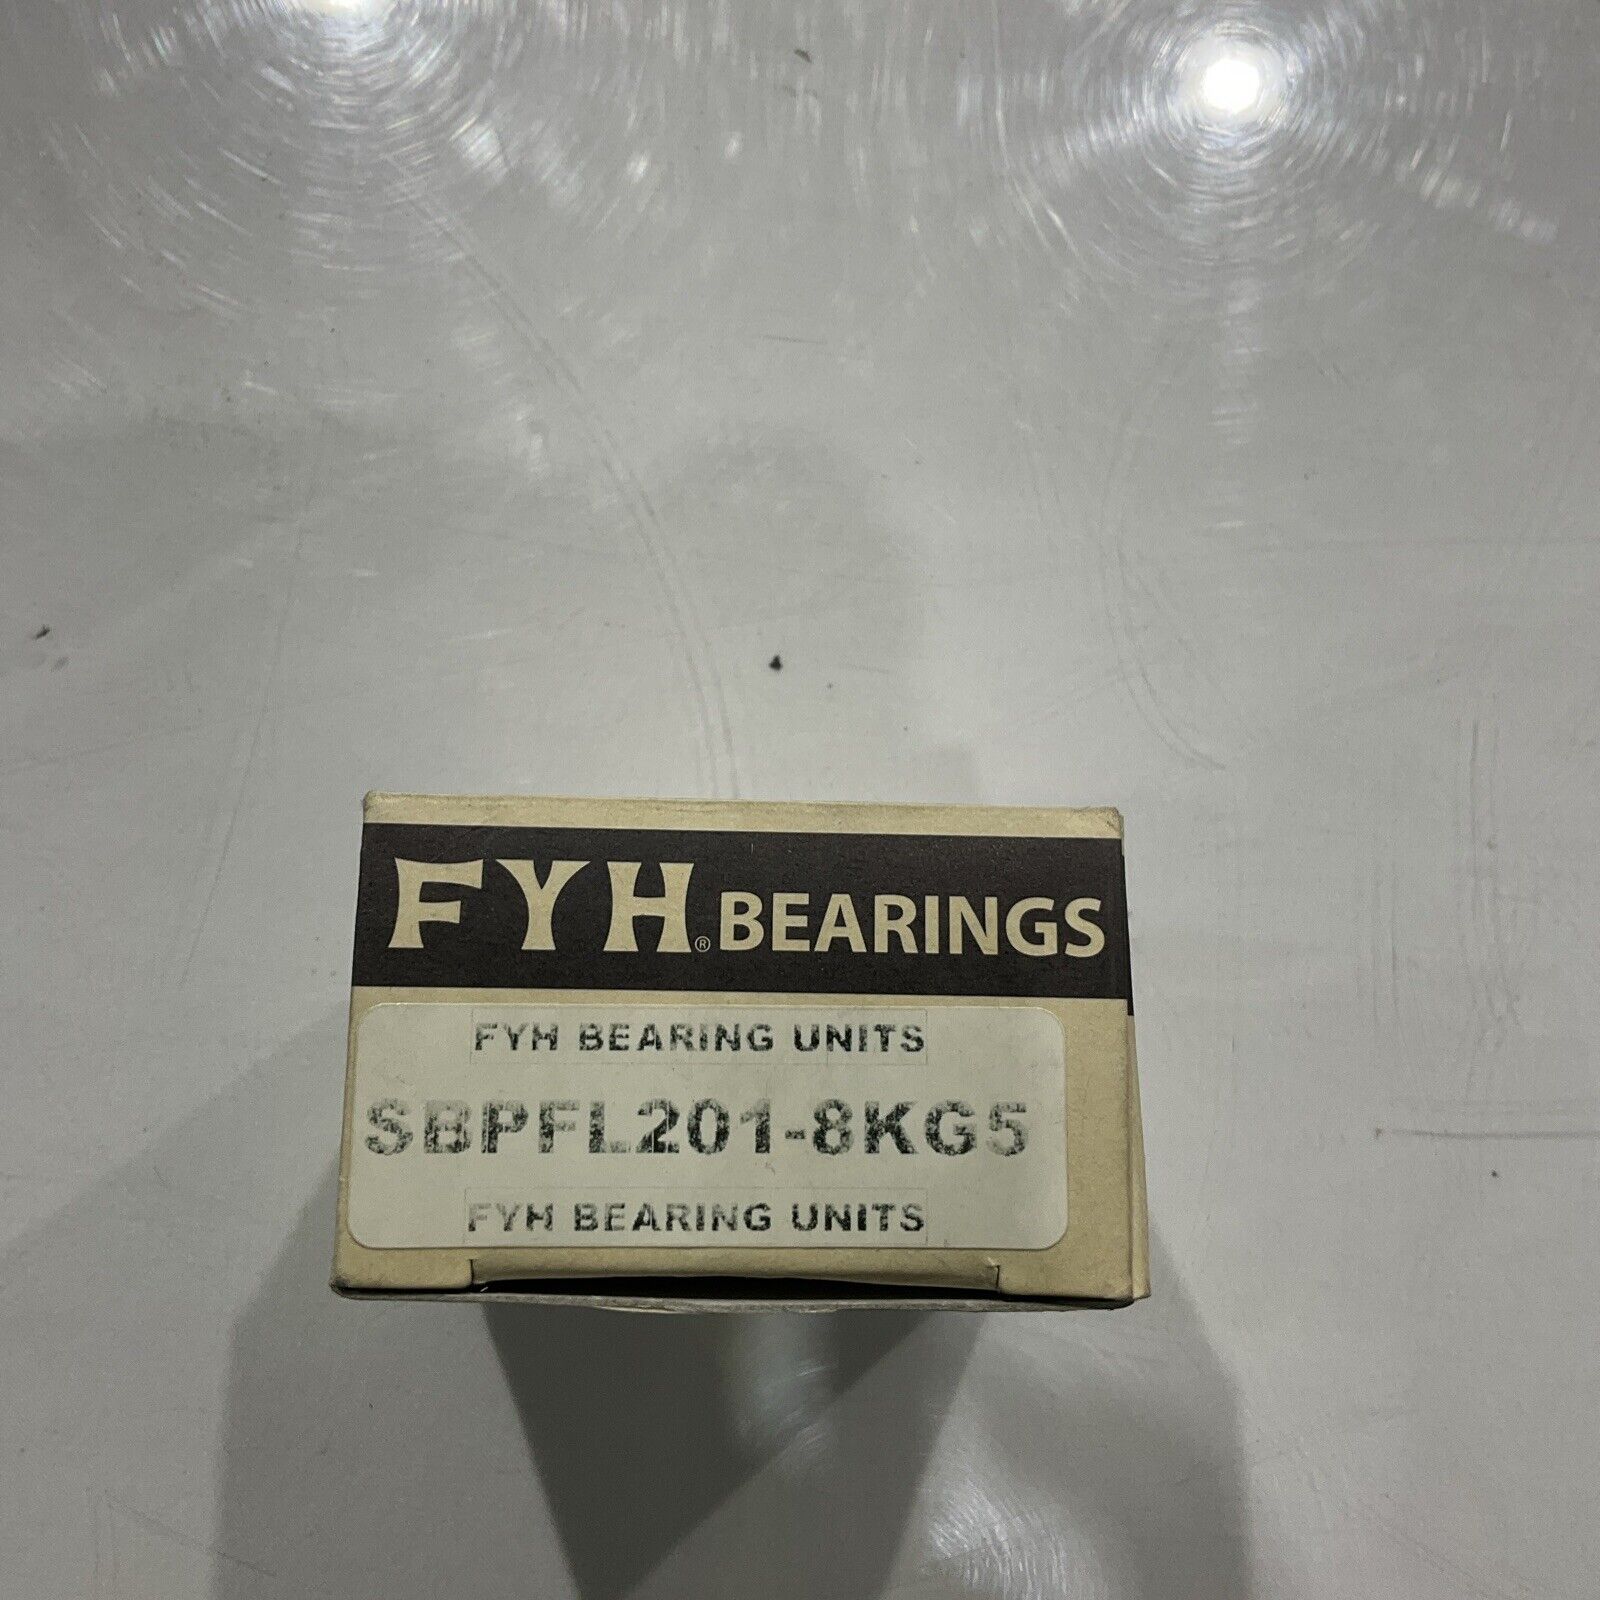 FYH® BEARINGS
FYH BEARING UNITS
SBPFL201-8KG5
FYH BEARING UNITS